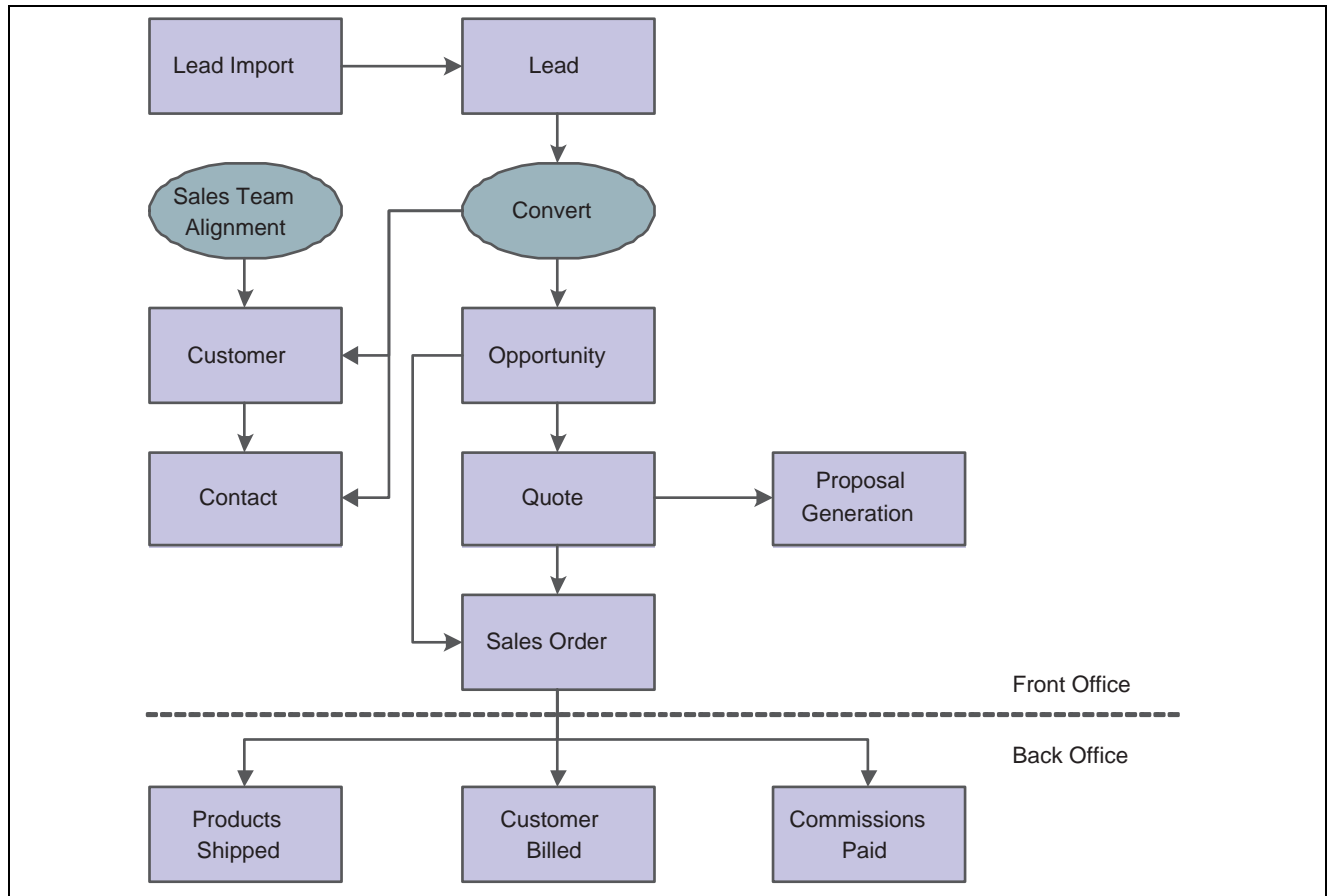 Lead Import
Lead
Sales Team
Alignment
Convert
Customer
Opportunity
Contact
Quote
Proposal
Generation
Sales Order
Front Office
Back Office
Products
Shipped
Customer
Billed
Commissions
Paid